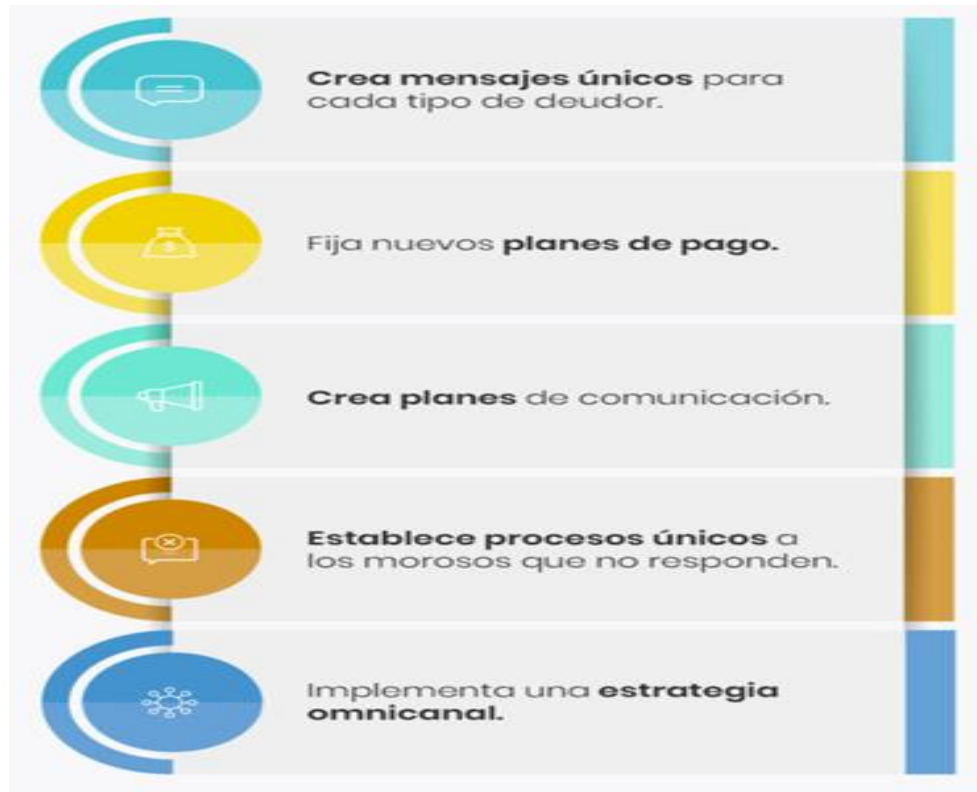 Crea mensajes únicos para
cada tipo de deudor.
$
Fija nuevos planes de pago.
Crea planes de comunicación.
Establece procesos únicos a
los morosos que no responden.
Implementa una estrategia
omnicanal.